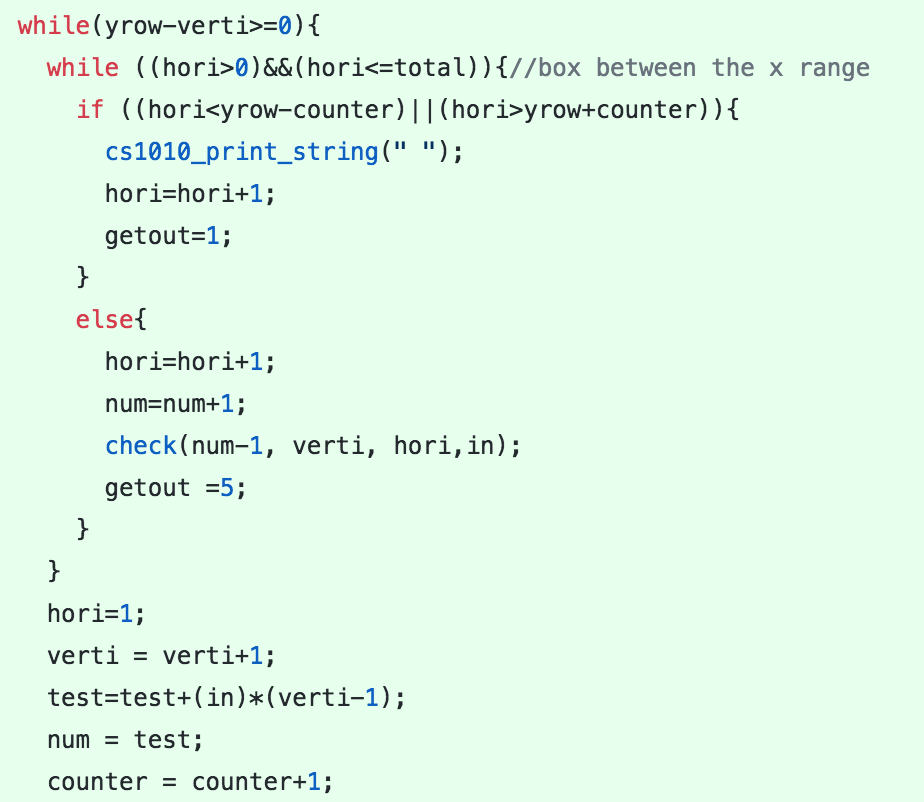 while(yrow-verti>=0){
while ((hori>0)&&(hori<=total)){//box between the x range
if ((hori<yrow-counter)||(hori>yrow+counter)){
cs1010_print_string(" ");
hori=hori+1;
getout=1;
}
else{
hori=hori+1;
num=num+1;
check(num-1, verti, hori,in);
getout =5;
}
}
hori=1;
verti = verti+1;
test=test+(in)*(verti-1);
num = test;
counter = counter+1;